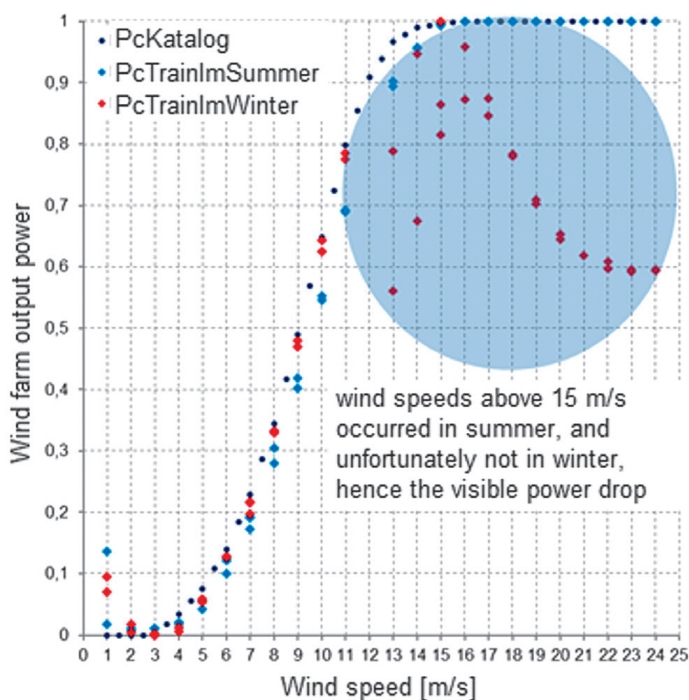 1
0,9
0,8
0,7
0,6
0,5
0,4
0,3
0,2
0,1
0
Wind farm output power
PcKatalog
PcTrainImSummer
PcTrainImWinter
wind speeds above 15 m/s
occurred in summer, and
unfortunately not in winter,
hence the visible power drop
0 1 2 3 4 5 6 7 8 9 10 11 12 13 14 15 16 17 18 19 20 21 22 23 24 25
Wind speed [m/s]